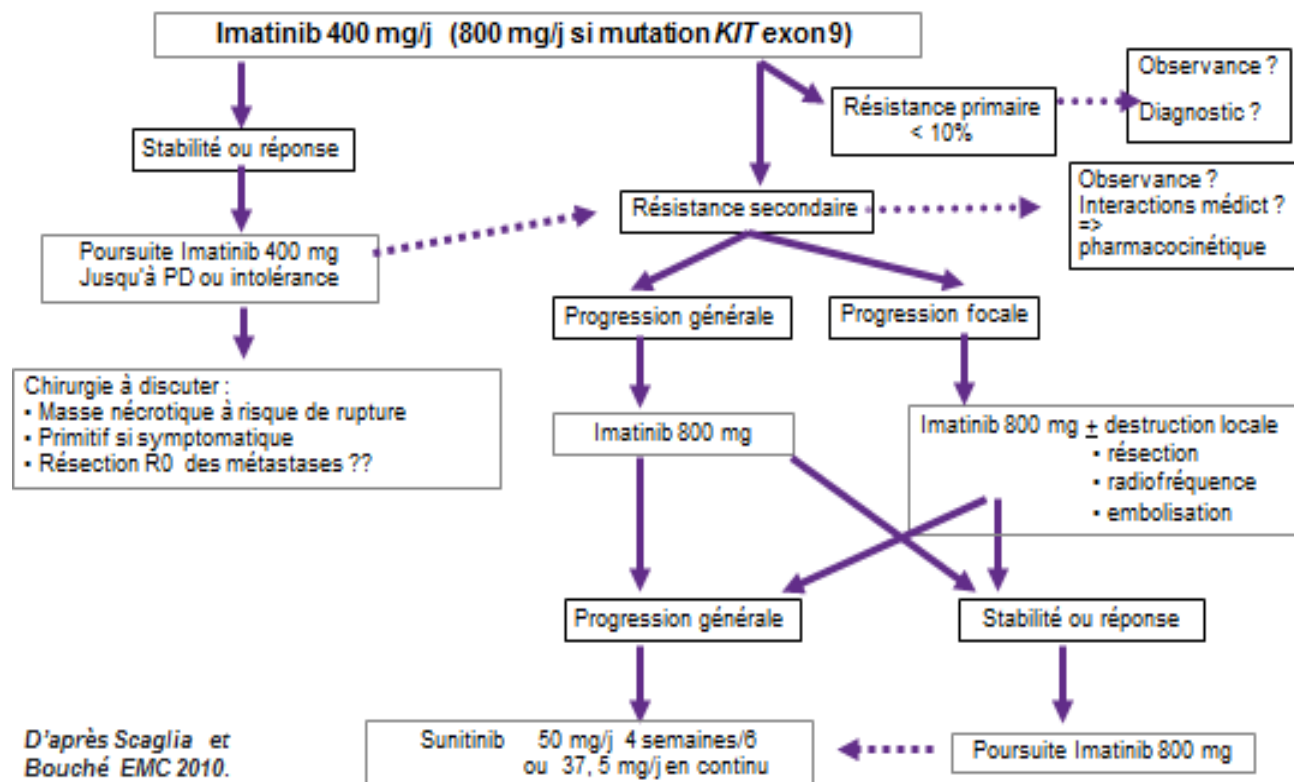 Imatinib 400 mg/j (800 mg/j si mutation KIT exon 9)
Observance ?
Diagnostic ?
Résistance primaire
< 10%
Stabilité ou réponse
Observance ?
Interactions médict ?
=>
pharmacocinétique
Résistance secondaire
Poursuite Imatinib 400 mg
Jusqu'à PD ou intolérance
Progression générale
Progression focale
Chirurgie à discuter :
• Masse nécrotique à risque de rupture
• Primitif si symptomatique
• Résection R0 des métastases ??
Imatinib 800 mg
Imatinib 800 mg ± destruction locale
• résection
• radiofréquence
• embolisation
Progression générale
Stabilité ou réponse
Sunitinib 50 mg/j 4 semaines/6
ou 37, 5 mg/j en continu
Poursuite Imatinib 800 mg
D'après Scaglia et
Bouché EMC 2010.